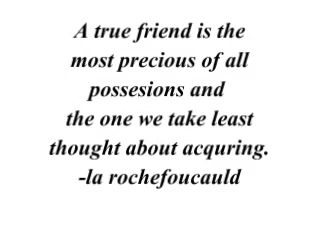 A true friend is the
most precious of all
possesions and
the one we take least
thought about acquring.
-la rochefoucauld